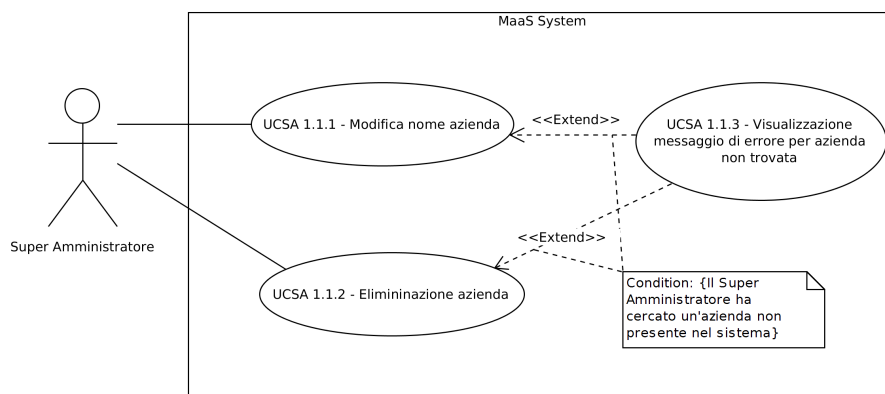 MaaS System
UCSA 1.1.1 - Modifica nome azienda
<<Extend>>
UCSA 1.1.3 - Visualizzazione
messaggio di errore per azienda
non trovata
Super Amministratore
<<Extend>>
UCSA 1.1.2 - Elimininazione azienda
Condition: {Il Super
Amministratore ha
cercato un'azienda non
presente nel sistema}